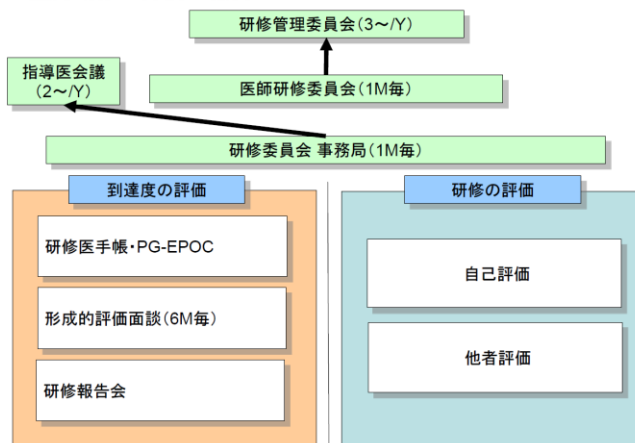 研修管理委員会(3～/Y)
指導医会議
(2～/Y)
医師研修委員会(1M毎)
研修委員会 事務局(1M毎)
到達度の評価
研修医手帳・PG-EPOC
形成的評価面談(6M毎)
研修報告会
研修の評価
自己評価
他者評価